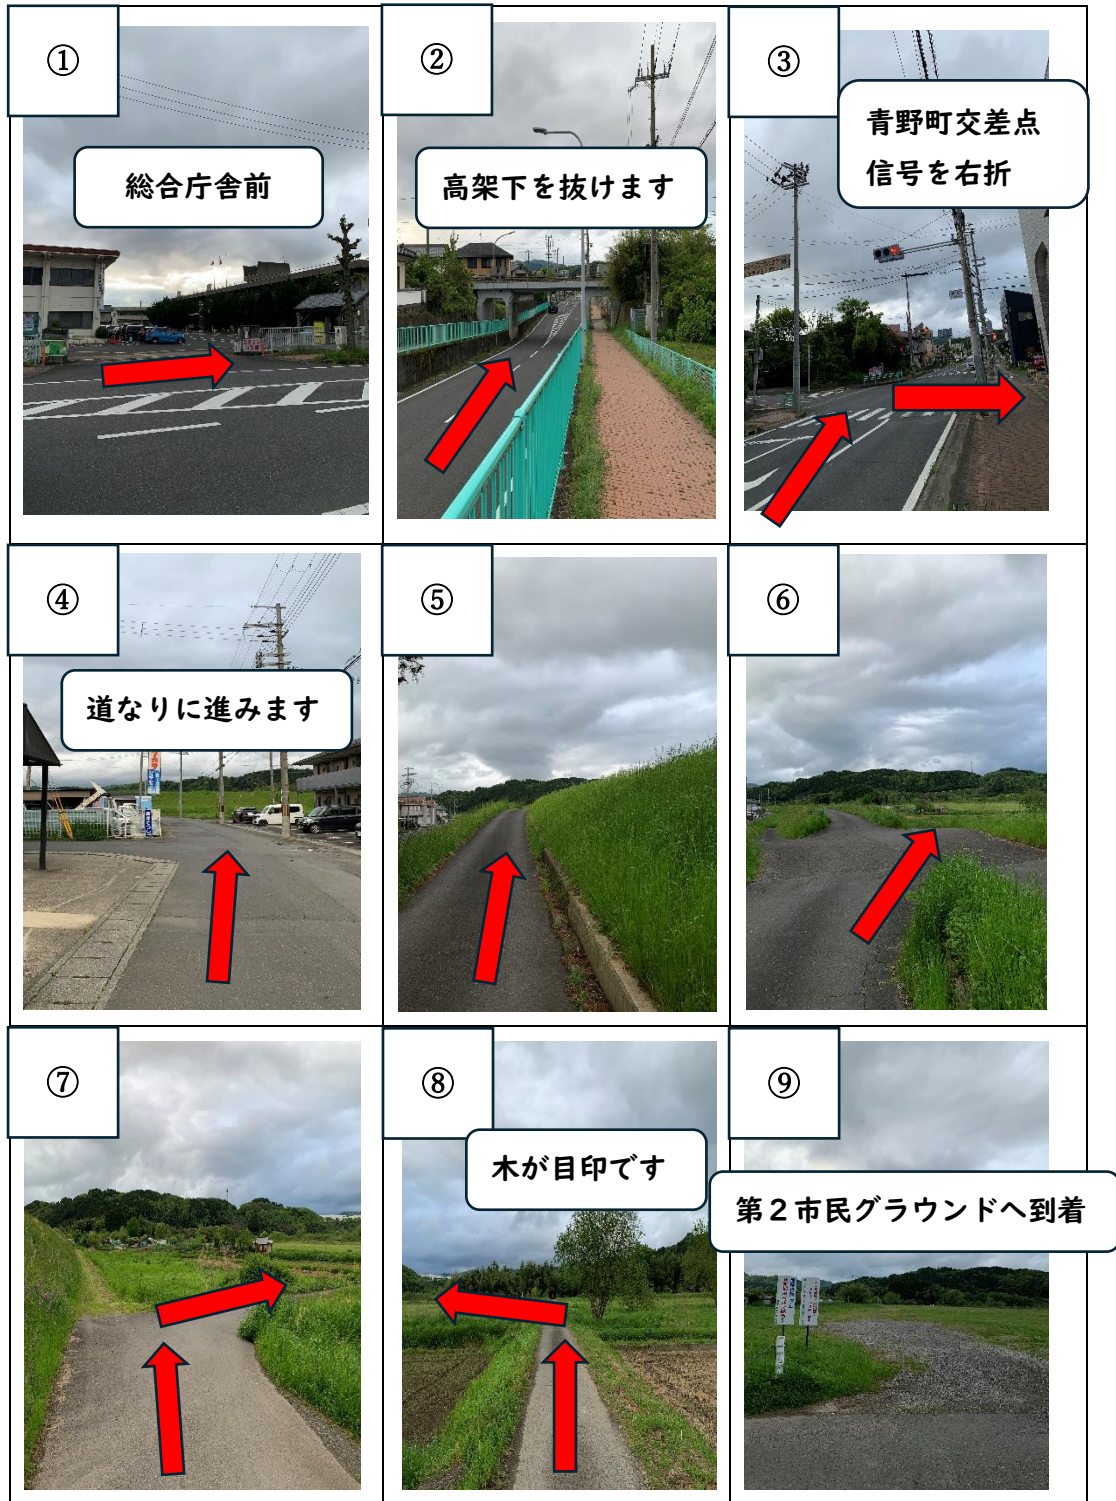 ①
総合庁舎前
②
高架下を抜けます
③
青野町交差点
信号を右折
④
道なりに進みます
⑤
⑥
⑦
⑧
木が目印です
⑨
第２市民グラウンドへ到着